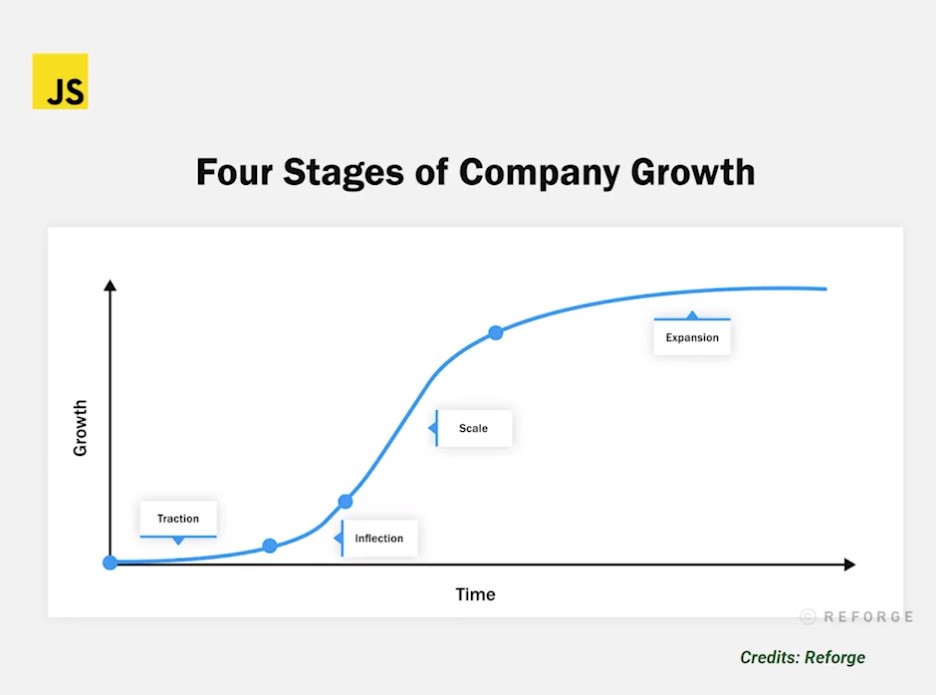 JS
Four Stages of Company Growth
Growth
Traction
Inflection
Scale
Expansion
Time
© REFORGE
Credits: Reforge